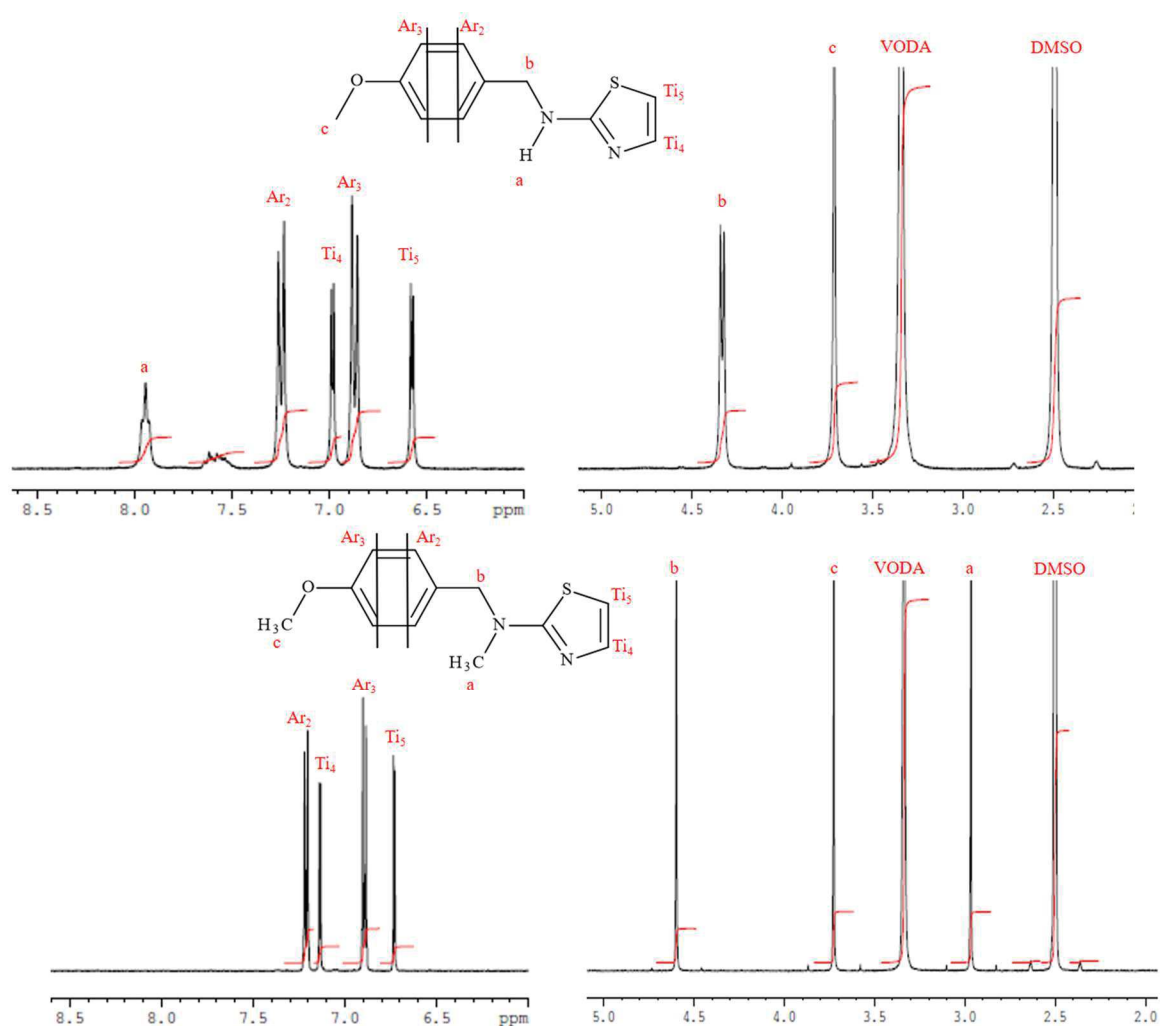 Ar₃ Ar₂
c VODA DMSO
b
S
O
Ti₅
c
N
Ti₄
H
N
a
Ar₃
Ar₂
b
Ti₄
Ti₅
a
8.5 8.0 7.5 7.0 6.5 ppm
5.0 4.5 4.0 3.5 3.0 2.5
Ar₃ Ar₂
b c VODA a DMSO
b
S
Ti₅
O
H₃C
N
c
Ti₄
H₃C
N
a
Ar₃
Ar₂
Ti₅
Ti₄
8.5 8.0 7.5 7.0 6.5 ppm
5.0 4.5 4.0 3.5 3.0 2.5 2.0